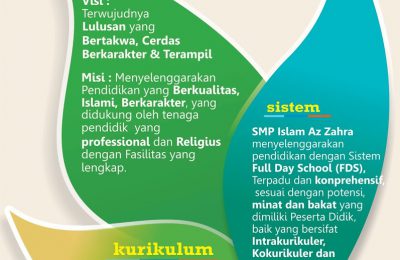 Visi :
Terwujudnya
Lulusan yang
Bertakwa, Cerdas
Berkarakter & Terampil
Misi : Menyelenggarakan
Pendidikan yang Berkualitas,
Islami, Berkarakter, yang
didukung oleh tenaga
pendidik yang
professional dan Religius
dengan Fasilitas yang
lengkap.
sistem
SMP Islam Az Zahra
menyelenggarakan
pendidikan dengan Sistem
Full Day School (FDS),
Terpadu dan konprehensif,
sesuai dengan potensi,
minat dan bakat yang
dimiliki Peserta Didik,
baik yang bersifat
Intrakurikuler,
Kokurikuler dan
kurikulum